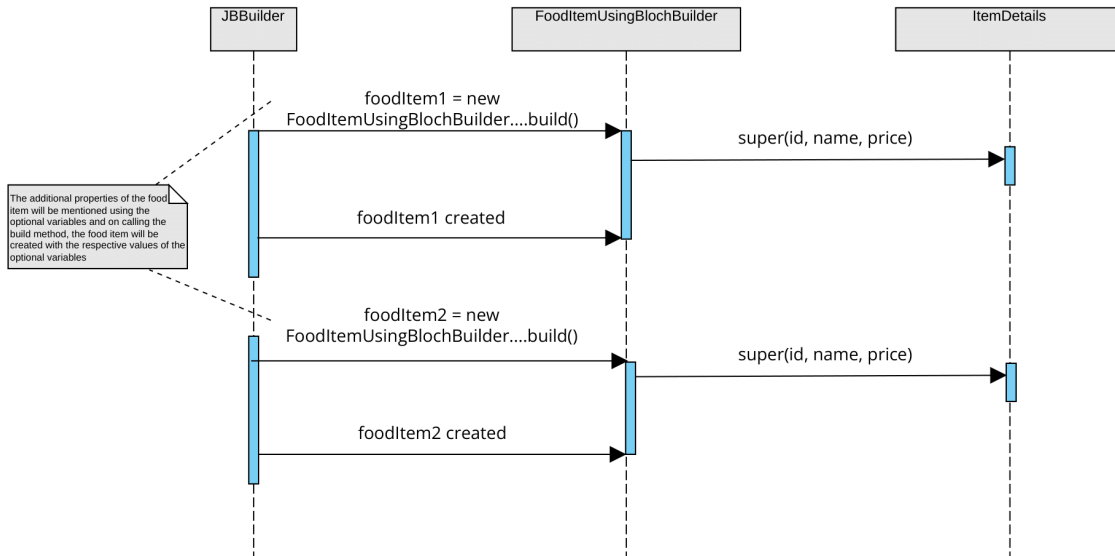 JBBuilder
FoodItemUsingBlochBuilder
ItemDetails
foodItem1 = new
FoodItemUsingBlochBuilder....build()
super(id, name, price)
The additional properties of the food
item will be mentioned using the
optional variables and on calling the
build method, the food item will be
created with the respective values of the
optional variables
foodItem1 created
foodItem2 = new
FoodItemUsingBlochBuilder....build()
super(id, name, price)
foodItem2 created